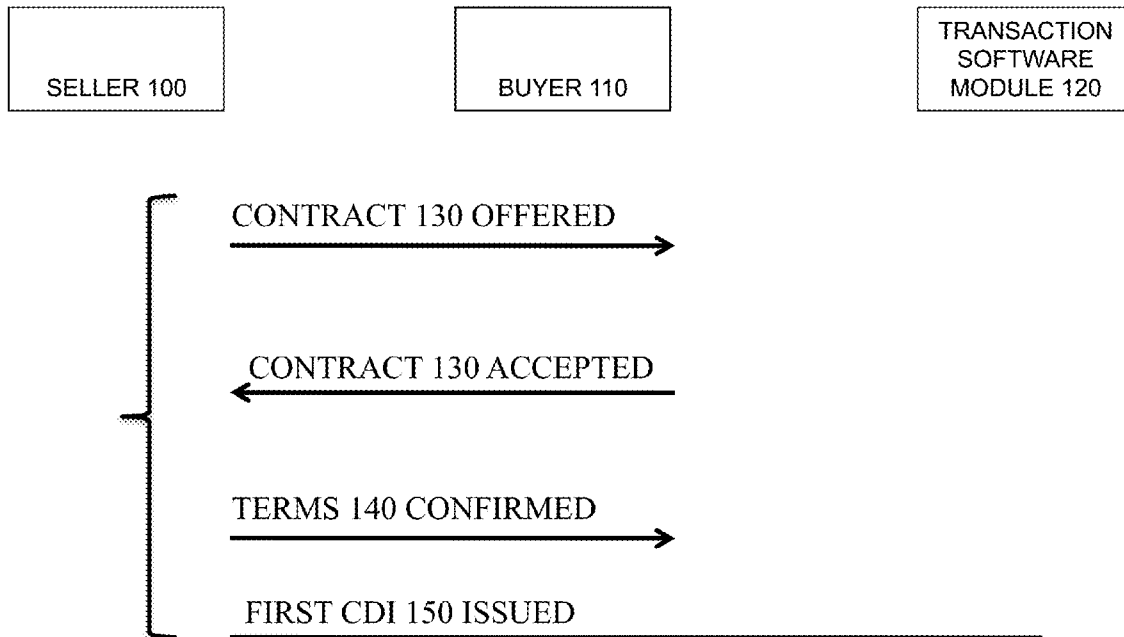 SELLER 100
BUYER 110
TRANSACTION
SOFTWARE
MODULE 120
CONTRACT 130 OFFERED
CONTRACT 130 ACCEPTED
TERMS 140 CONFIRMED
FIRST CDI 150 ISSUED